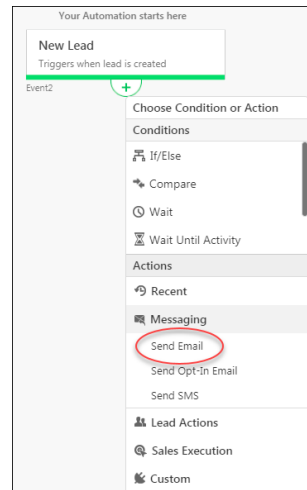 Your Automation starts here
New Lead
Triggers when lead is created
Event2
Choose Condition or Action
Conditions
If/Else
Compare
Wait
Wait Until Activity
Actions
Recent
Messaging
Send Email
Send Opt-In Email
Send SMS
Lead Actions
Sales Execution
Custom